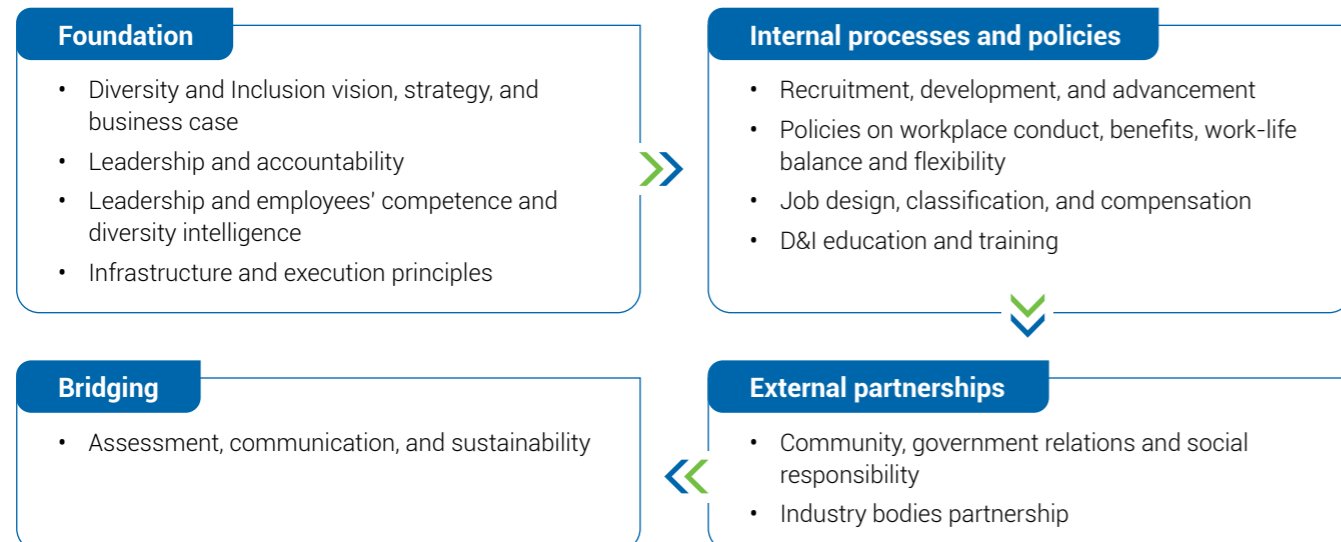 Foundation
• Diversity and Inclusion vision, strategy, and
business case
• Leadership and accountability
• Leadership and employees’ competence and
diversity intelligence
• Infrastructure and execution principles
Internal processes and policies
• Recruitment, development, and advancement
• Policies on workplace conduct, benefits, work-life
balance and flexibility
• Job design, classification, and compensation
• D&I education and training
External partnerships
• Community, government relations and social
responsibility
• Industry bodies partnership
Bridging
• Assessment, communication, and sustainability